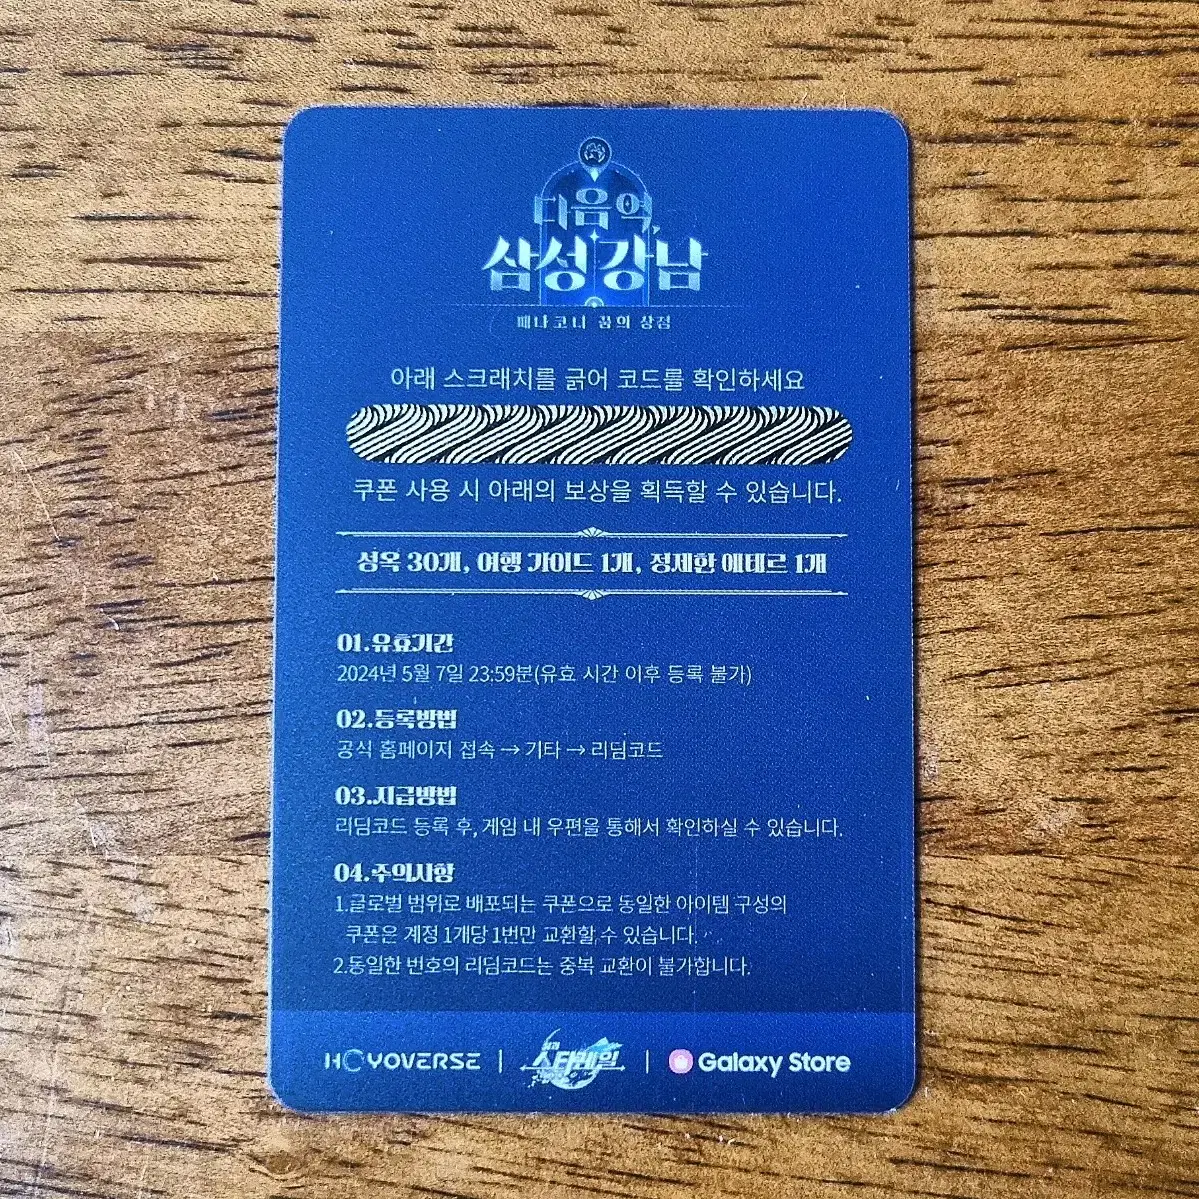 다음 역,
삼성 강남
페나코니 꿈의 상점
아래 스크래치를 긁어 코드를 확인하세요
쿠폰 사용 시 아래의 보상을 획득할 수 있습니다.
성옥 30개, 여행 가이드 1개, 정제한 에테르 1개
01.유효기간
2024년 5월 7일 23:59분(유효 시간 이후 등록 불가)
02.등록방법
공식 홈페이지 접속 → 기타 → 리딤코드
03.지급방법
리딤코드 등록 후, 게임 내 우편을 통해서 확인하실 수 있습니다.
04.주의사항
1.글로벌 범위로 배포되는 쿠폰으로 동일한 아이템 구성의
쿠폰은 계정 1개당 1번만 교환할 수 있습니다.
2.동일한 번호의 리딤코드는 중복 교환이 불가합니다.
HOYOVERSE | 붕괴 스타레일 | Galaxy Store